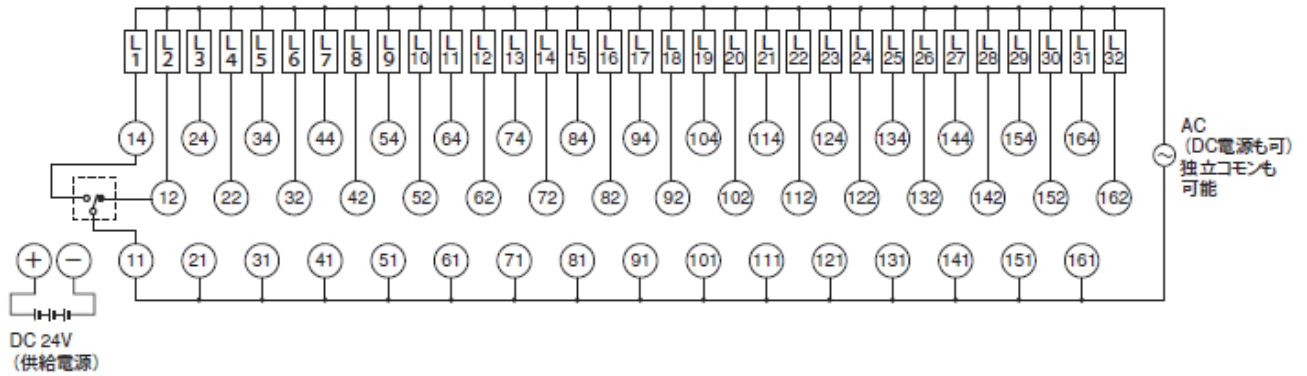 L1 L2 L3 L4 L5 L6 L7 L8 L9 L10 L11 L12 L13 L14 L15 L16 L17 L18 L19 L20 L21 L22 L23 L24 L25 L26 L27 L28 L29 L30 L31 L32
14 24 34 44 54 64 74 84 94 104 114 124 134 144 154 164
AC
（DC電源も可）
独立コモンも
可能
12 22 32 42 52 62 72 82 92 102 112 122 132 142 152 162
+ − 11 21 31 41 51 61 71 81 91 101 111 121 131 141 151 161
DC 24V
（供給電源）